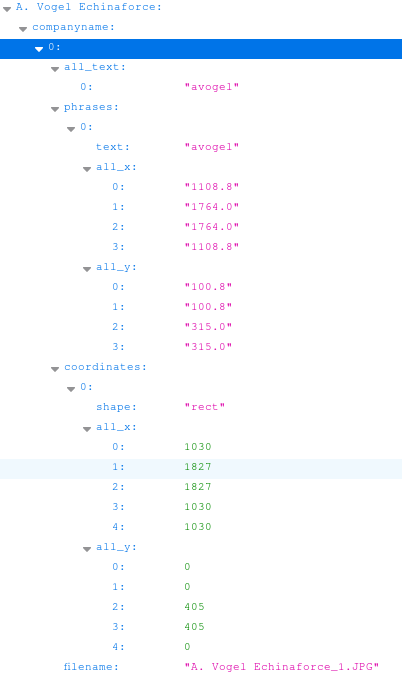 A. Vogel Echinaforce:
companyname:
0:
all_text:
0: "avogel"
phrases:
0:
text: "avogel"
all_x:
0: "1108.8"
1: "1764.0"
2: "1764.0"
3: "1108.8"
all_y:
0: "100.8"
1: "100.8"
2: "315.0"
3: "315.0"
coordinates:
0:
shape: "rect"
all_x:
0: 1030
1: 1827
2: 1827
3: 1030
4: 1030
all_y:
0: 0
1: 0
2: 405
3: 405
4: 0
filename: "A. Vogel Echinaforce_1.JPG"